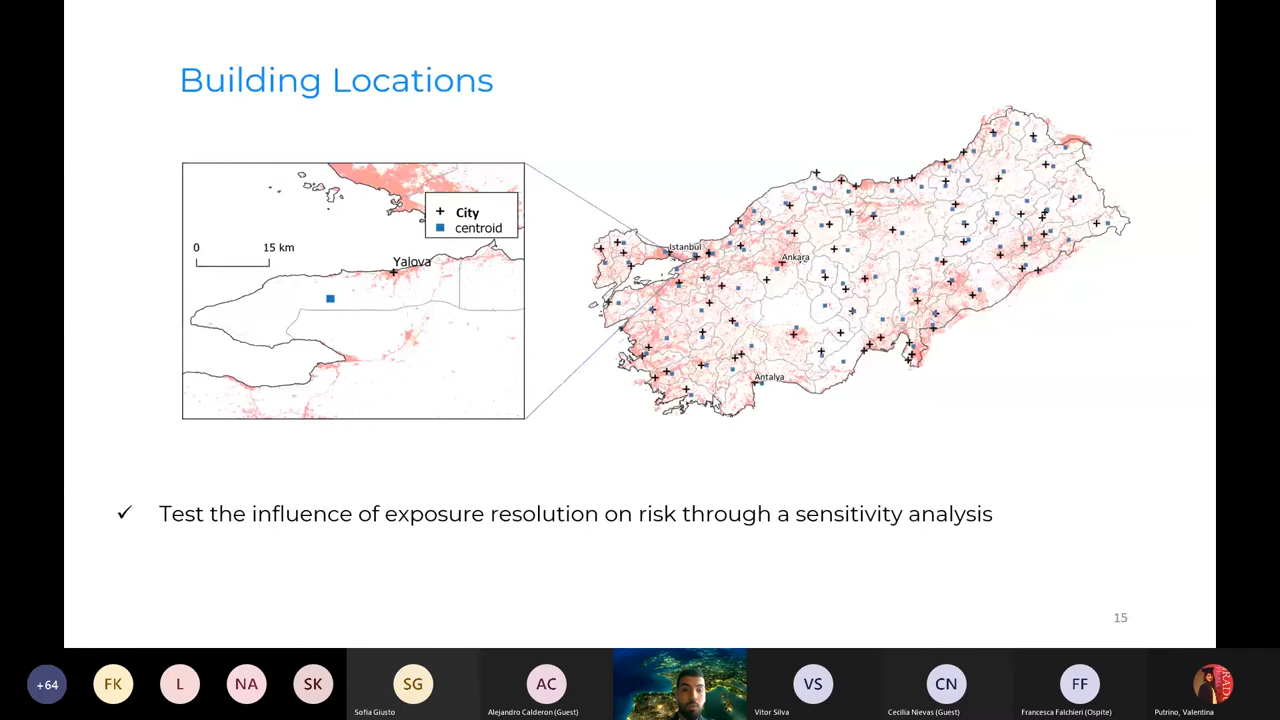 Building Locations
City
centroid
0 15 km
Yalova
Istanbul
Ankara
Antalya
✓ Test the influence of exposure resolution on risk through a sensitivity analysis
15
+64
FK
L
NA
SK
SG
AC
VS
CN
FF
Sofia Giusto
Alejandro Calderon (Guest)
Vitor Silva
Cecilia Nievas (Guest)
Francesca Falchieri (Ospite)
Putrino, Valentina